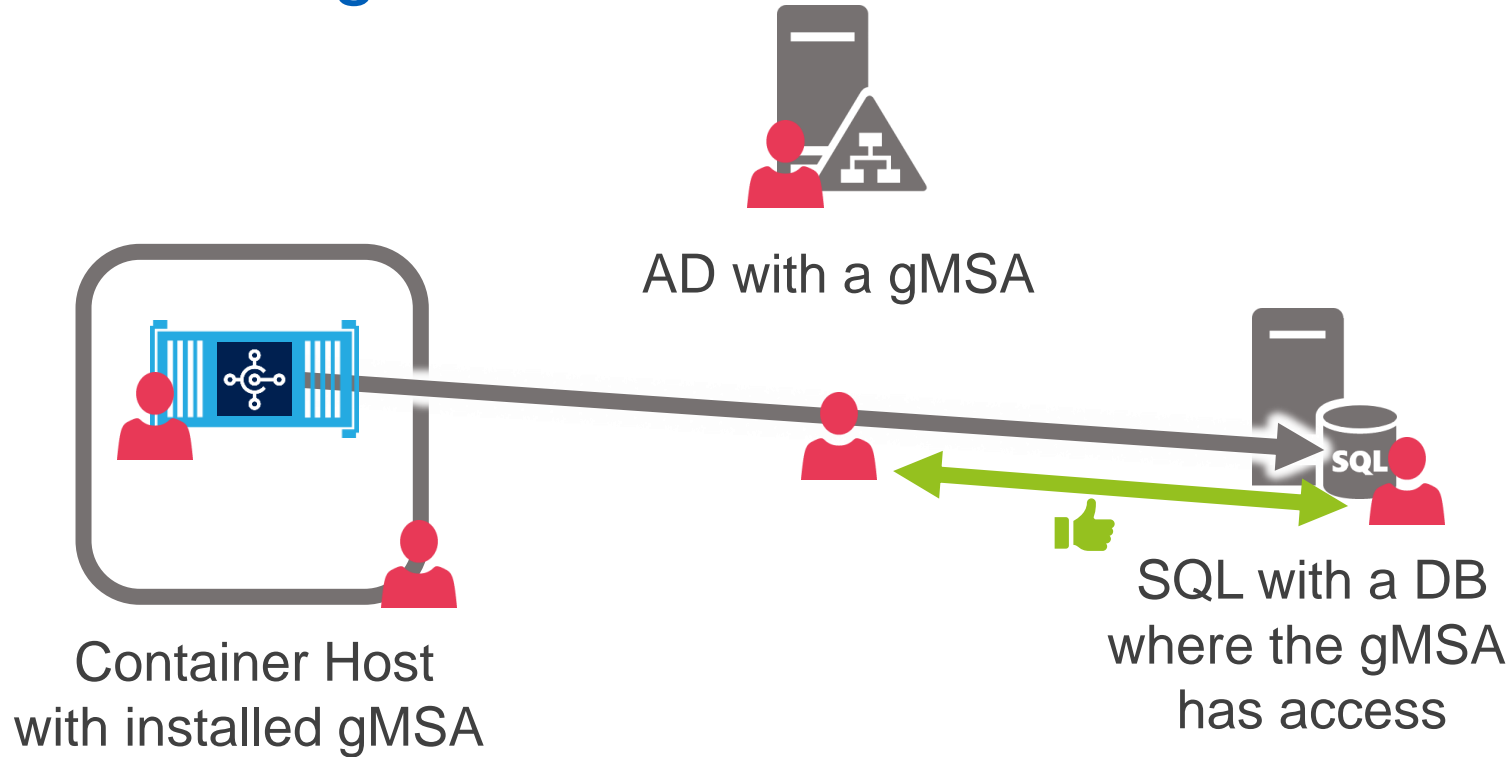 AD with a gMSA
SQL
Container Host
with installed gMSA
SQL with a DB
where the gMSA
has access